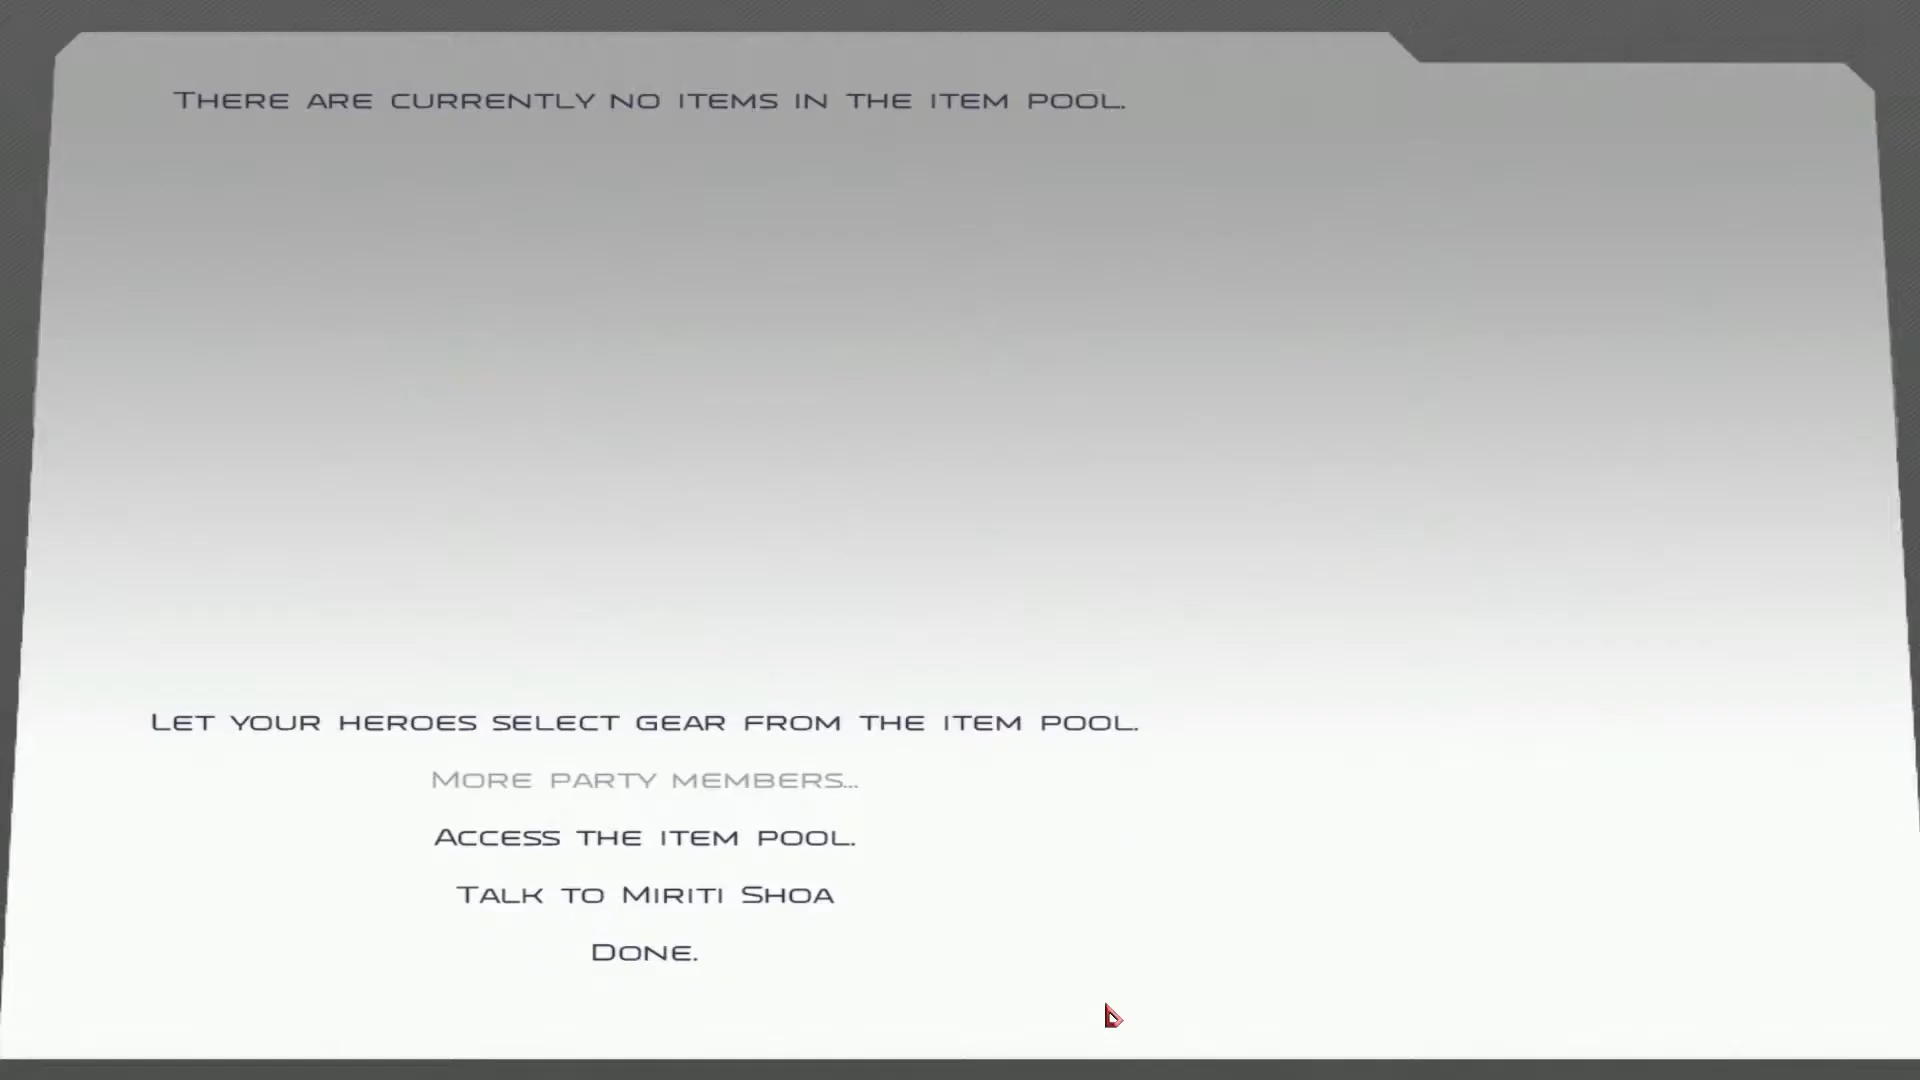 There are currently no items in the item pool.
Let your heroes select gear from the item pool.
More party members...
Access the item pool.
Talk to Miriti Shoa
Done.